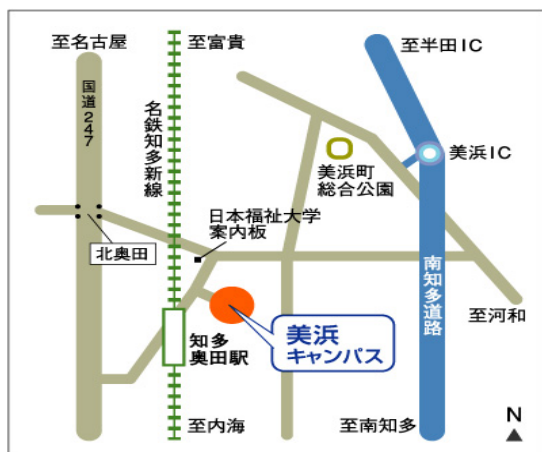 至名古屋
至富貴
至半田IC
国道247
名鉄知多新線
美浜IC
美浜町
総合公園
日本福祉大学
案内板
北奥田
南知多道路
至河和
美浜
キャンパス
知多
奥田駅
至内海
至南知多
N